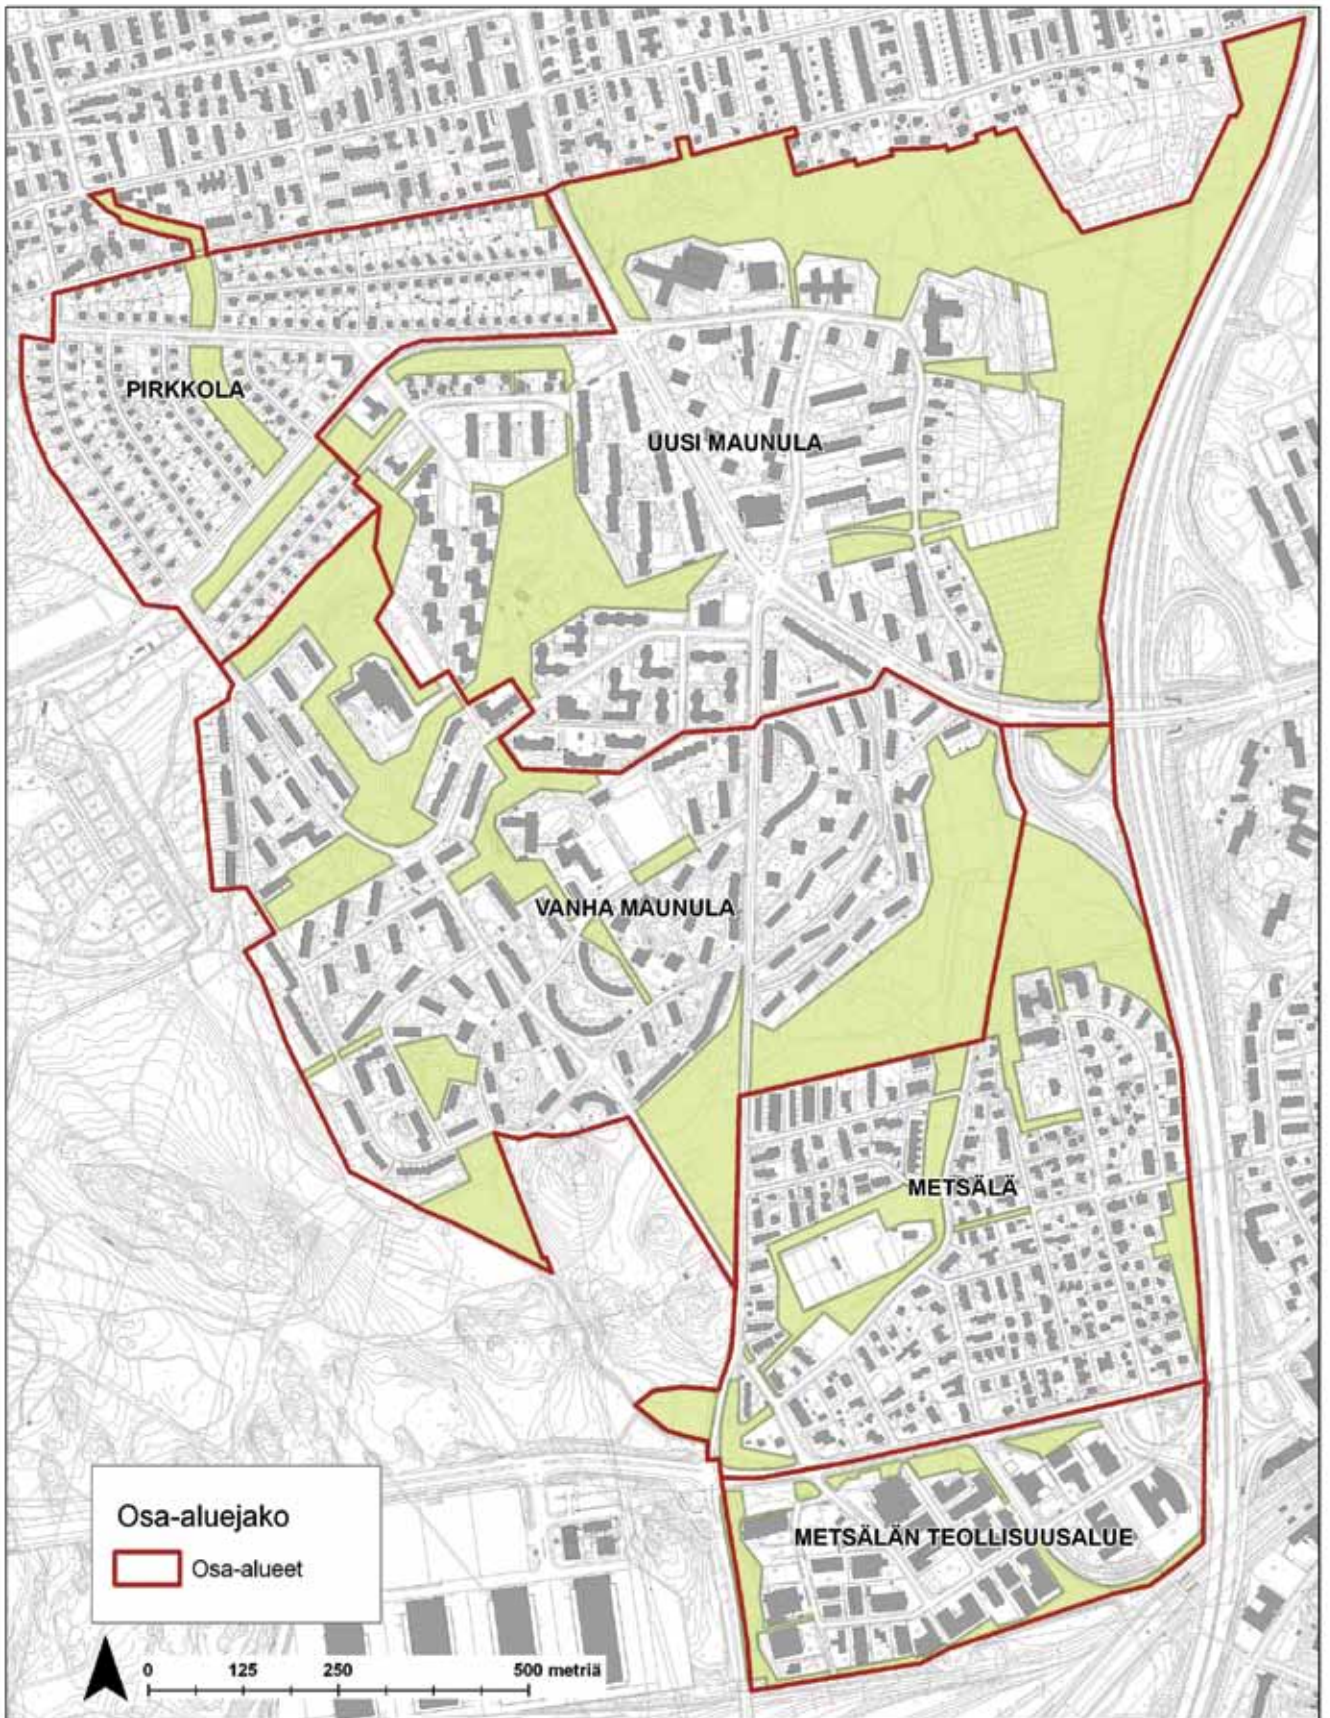 PIRKKOLA
UUSI MAUNULA
VANHA MAUNULA
METSÄLÄ
METSÄLÄN TEOLLISUUSALUE
Osa-aluejako
Osa-alueet
0 125 250 500 metriä